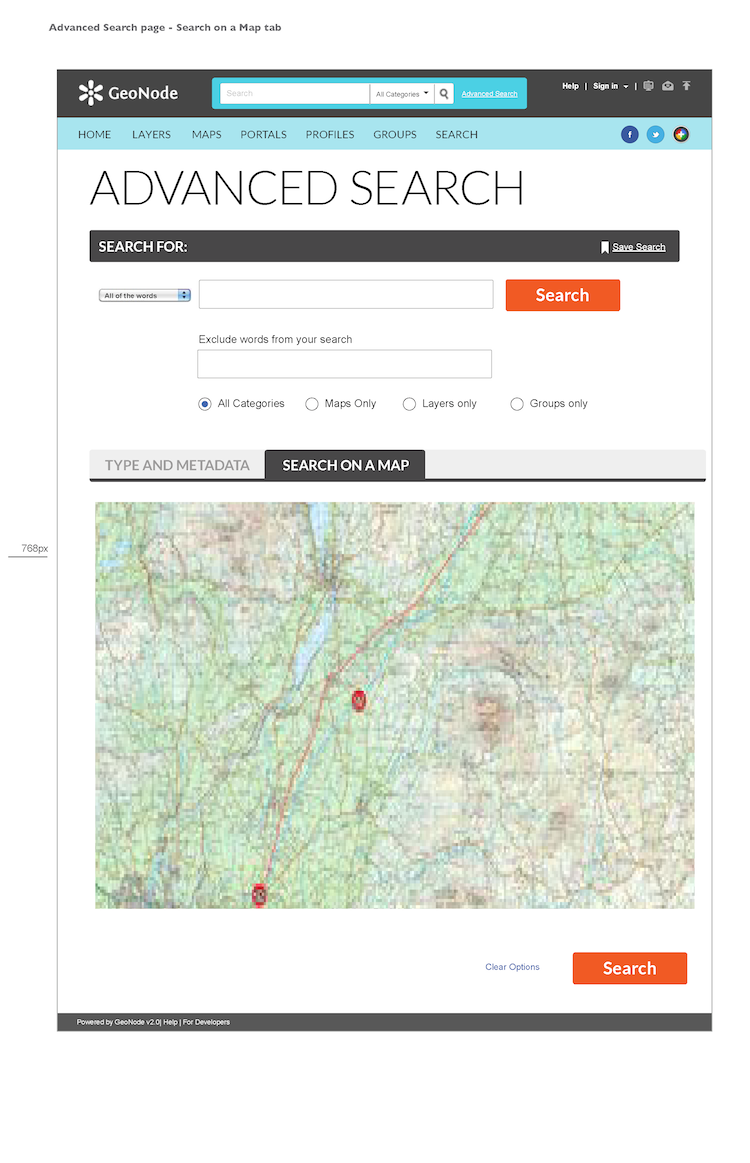 Advanced Search page - Search on a Map tab
GeoNode
Search
All Categories
Advanced Search
Help | Sign in |
HOME LAYERS MAPS PORTALS PROFILES GROUPS SEARCH
ADVANCED SEARCH
SEARCH FOR:
Save Search
All of the words
Search
Exclude words from your search
All Categories Maps Only Layers only Groups only
TYPE AND METADATA SEARCH ON A MAP
768px
Clear Options
Search
Powered by GeoNode v2.0| Help | For Developers